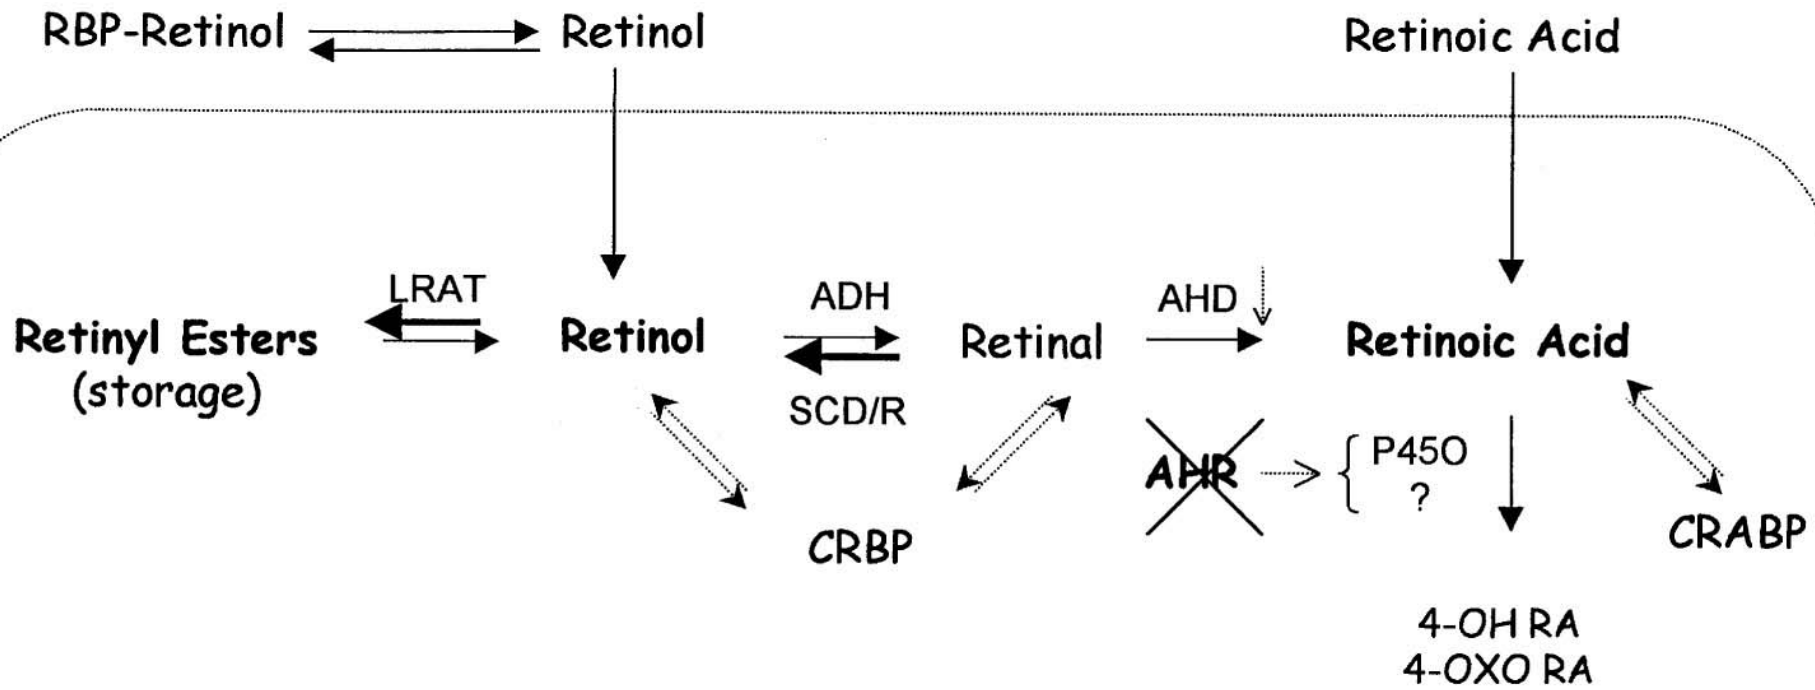 RBP-Retinol
Retinol
Retinoic Acid
LRAT
ADH
AHD
Retinyl Esters
(storage)
Retinol
Retinal
Retinoic Acid
SCD/R
AHR
{ P450
?
CRBP
CRABP
4-OH RA
4-OXO RA